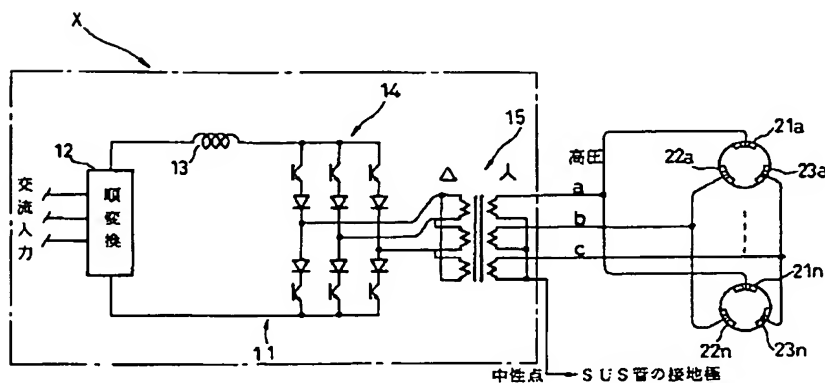 X
14
12
13
15
21a
高圧
22a
23a
△
人
a
b
c
交流入力
順変換
21n
11
22n
23n
中性点
SUS管の接地極